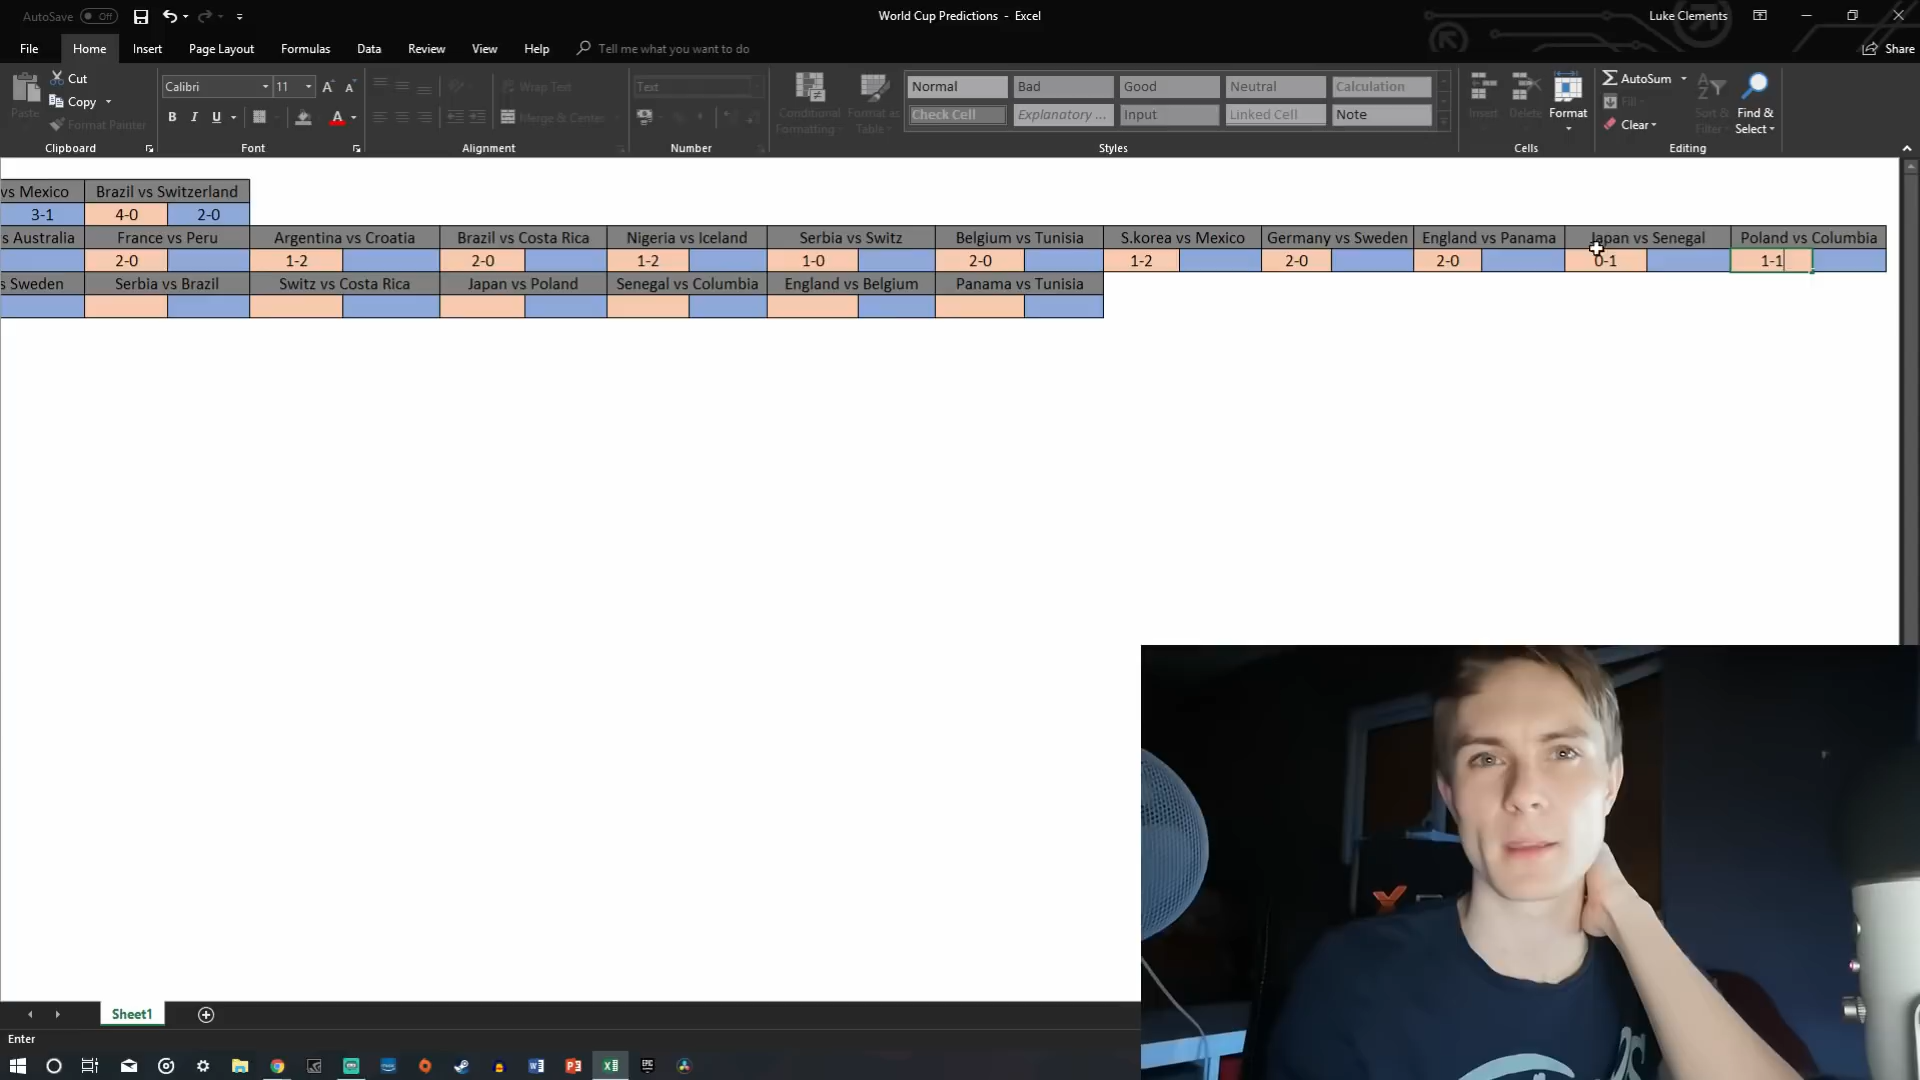 AutoSave Off World Cup Predictions - Excel Luke Clements
File Home Insert Page Layout Formulas Data Review View Help Tell me what you want to do Share
Paste Cut Copy Format Painter Clipboard
Calibri 11 A A B I U A Font
Wrap Text Merge & Center Alignment
Text Number
Conditional Formatting Format as Table
Normal Bad Good Neutral Calculation
Check Cell Explanatory ... Input Linked Cell Note
Styles
Insert Delete Format Cells
AutoSum Fill Clear Sort & Filter Find & Select Editing
vs Mexico Brazil vs Switzerland
3-1 4-0 2-0
s Australia France vs Peru Argentina vs Croatia Brazil vs Costa Rica Nigeria vs Iceland Serbia vs Switz Belgium vs Tunisia S.korea vs Mexico Germany vs Sweden England vs Panama Japan vs Senegal Poland vs Columbia
2-0 1-2 2-0 1-2 1-0 2-0 1-2 2-0 2-0 0-1 1-1
s Sweden Serbia vs Brazil Switz vs Costa Rica Japan vs Poland Senegal vs Columbia England vs Belgium Panama vs Tunisia
Sheet1
Enter